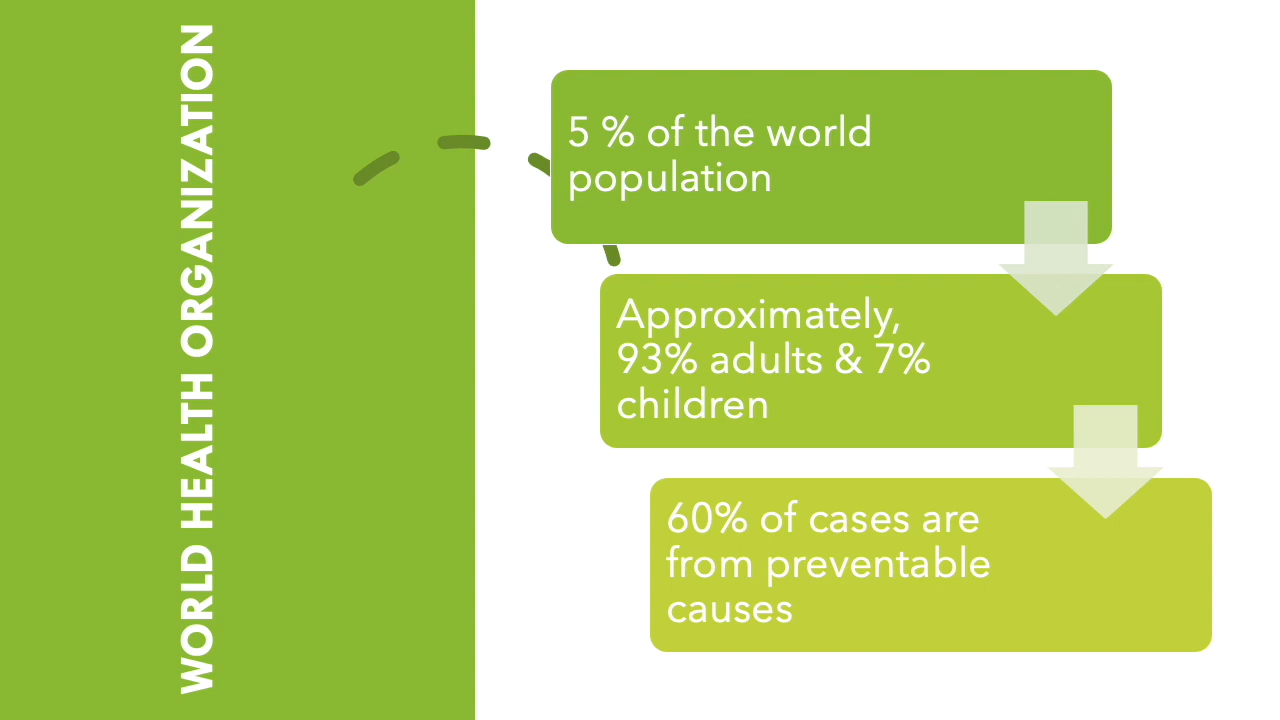 WORLD HEALTH ORGANIZATION
5 % of the world
population
Approximately,
93% adults & 7%
children
60% of cases are
from preventable
causes